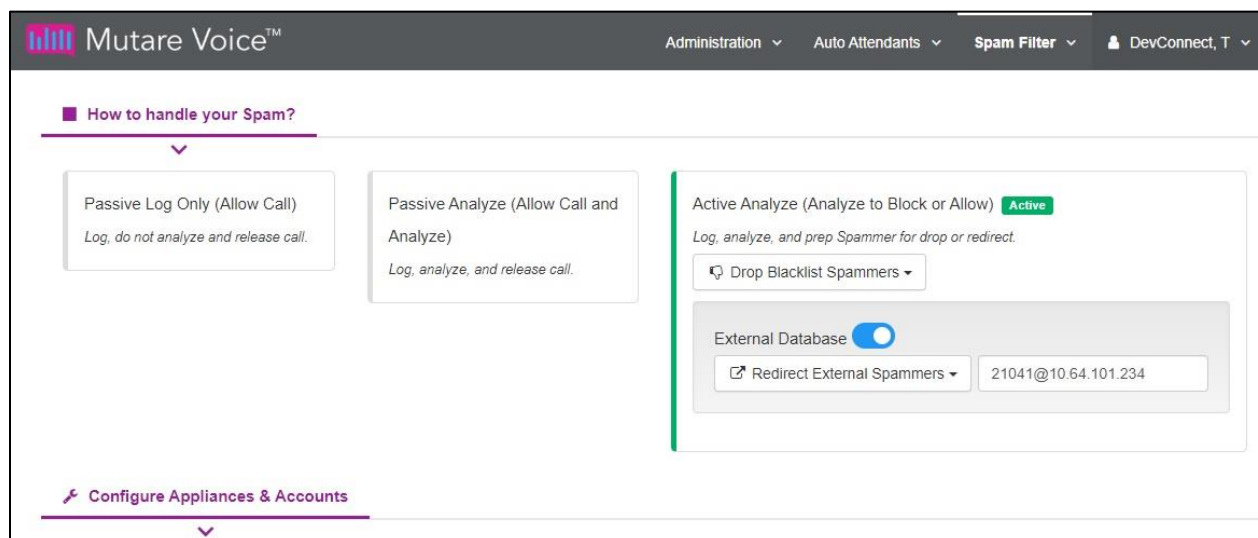 Mutare Voice™
Administration
Auto Attendants
Spam Filter
DevConnect, T
How to handle your Spam?
Passive Log Only (Allow Call)
Log, do not analyze and release call.
Passive Analyze (Allow Call and
Analyze)
Log, analyze, and release call.
Active Analyze (Analyze to Block or Allow) Active
Log, analyze, and prep Spammer for drop or redirect.
Drop Blacklist Spammers
External Database
Redirect External Spammers
21041@10.64.101.234
Configure Appliances & Accounts